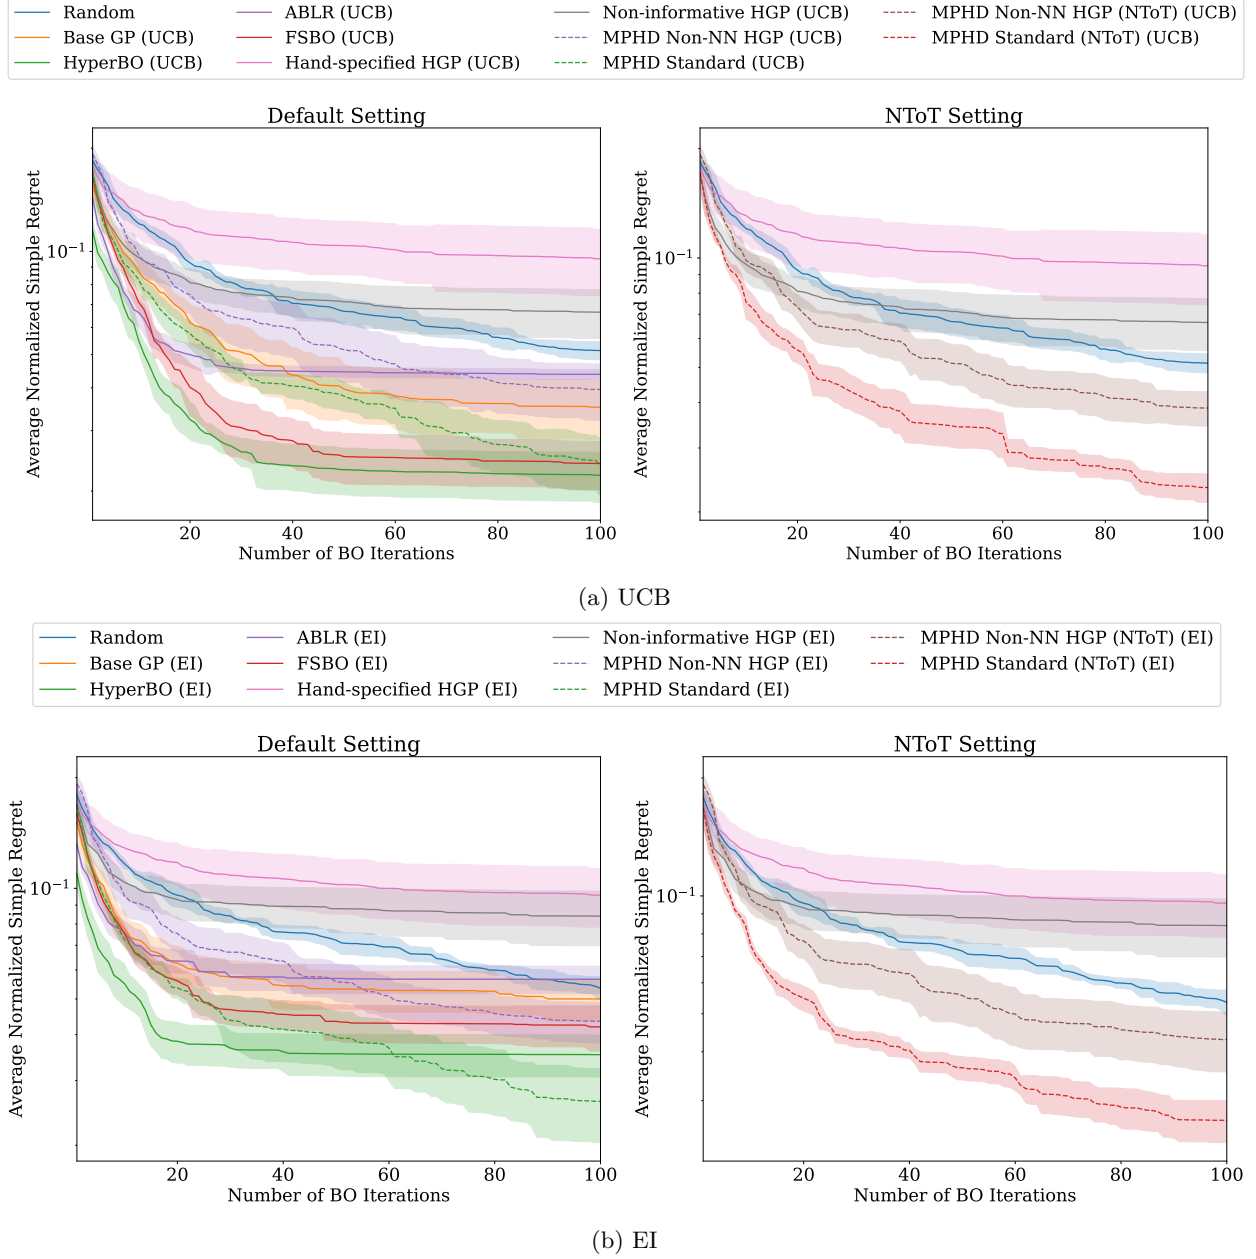 Random
ABLR (UCB)
Non-informative HGP (UCB)
MPHD Non-NN HGP (NToT) (UCB)
Base GP (UCB)
FSBO (UCB)
MPHD Non-NN HGP (UCB)
MPHD Standard (NToT) (UCB)
HyperBO (UCB)
Hand-specified HGP (UCB)
MPHD Standard (UCB)
Default Setting
Average Normalized Simple Regret
10⁻¹
20 40 60 80 100
Number of BO Iterations
NToT Setting
Average Normalized Simple Regret
10⁻¹
20 40 60 80 100
Number of BO Iterations
(a) UCB
Random
ABLR (EI)
Non-informative HGP (EI)
MPHD Non-NN HGP (NToT) (EI)
Base GP (EI)
FSBO (EI)
MPHD Non-NN HGP (EI)
MPHD Standard (NToT) (EI)
HyperBO (EI)
Hand-specified HGP (EI)
MPHD Standard (EI)
Default Setting
Average Normalized Simple Regret
10⁻¹
20 40 60 80 100
Number of BO Iterations
NToT Setting
Average Normalized Simple Regret
10⁻¹
20 40 60 80 100
Number of BO Iterations
(b) EI